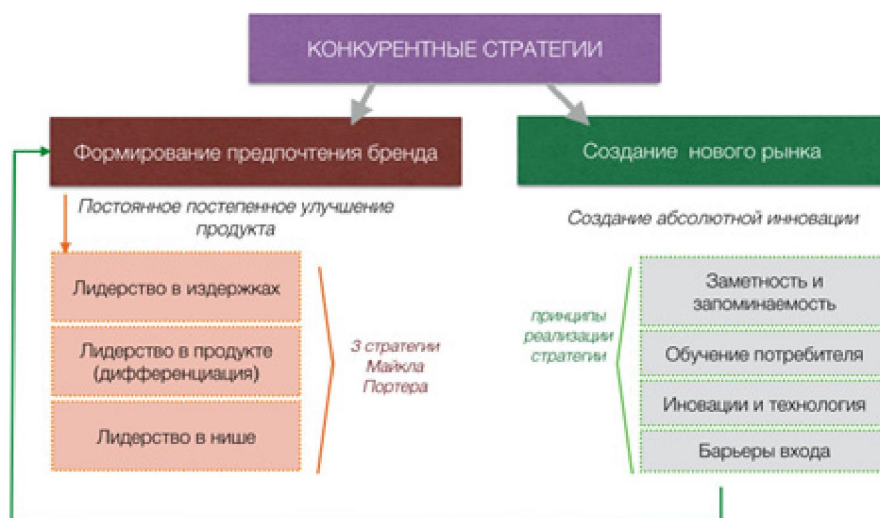 КОНКУРЕНТНЫЕ СТРАТЕГИИ
Формирование предпочтения бренда
Постоянное постепенное улучшение
продукта
Лидерство в издержках
Лидерство в продукте
(дифференциация)
Лидерство в нише
3 стратегии
Майкла
Портера
Создание нового рынка
Создание абсолютной инновации
принципы
реализации
стратегии
Заметность и
запоминаемость
Обучение потребителя
Иновации и технология
Барьеры входа